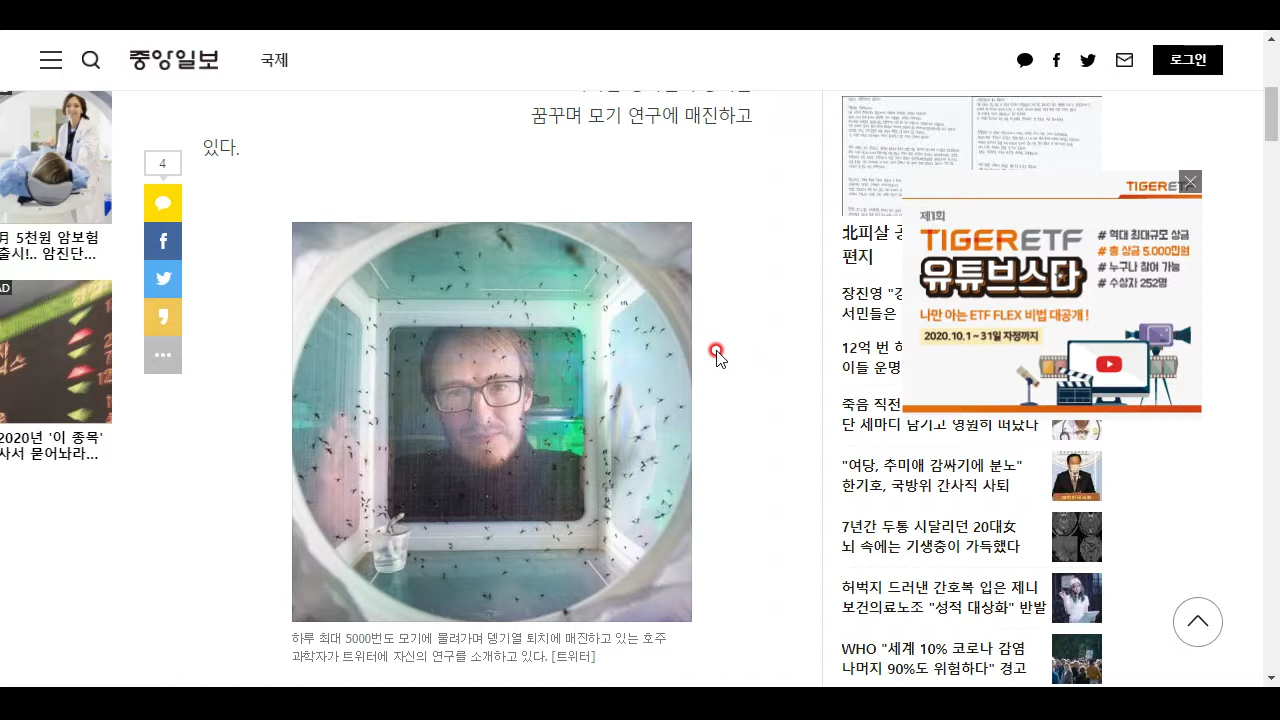 중앙일보
국제
로그인
꿈꾸며 모기 연구에 매진하고
있다.
4
月 5천원 암보험
출시!.. 암진단...
AD
2020년 '이 종목'
사서 묻어놔라...
하루 최대 5000번도 모기에 물려가며 뎅기열 퇴치에 매진하고 있는 호주
과학자가 트위터에 자신의 연구를 소개하고 있다. [트위터]
北피살
편지
장진영
서민들은
12억 번
이들 운명
죽음 직전
단 세마디 남기고 영원히 떠났다
"여당, 추미애 감싸기에 분노"
한기호, 국방위 간사직 사퇴
7년간 두통 시달리던 20대女
뇌 속에는 기생충이 가득했다
허벅지 드러낸 간호복 입은 제니
보건의료노조 "성적 대상화" 반발
WHO "세계 10% 코로나 감염
나머지 90%도 위험하다" 경고
TIGERETF
제1회
TIGERETF
유튜브스타
# 역대 최대규모 상금
# 총 상금 5,000만원
# 누구나 참여 가능
# 수상자 252명
나만 아는 ETF FLEX 비법 대공개!
2020.10.1~31일 자정까지